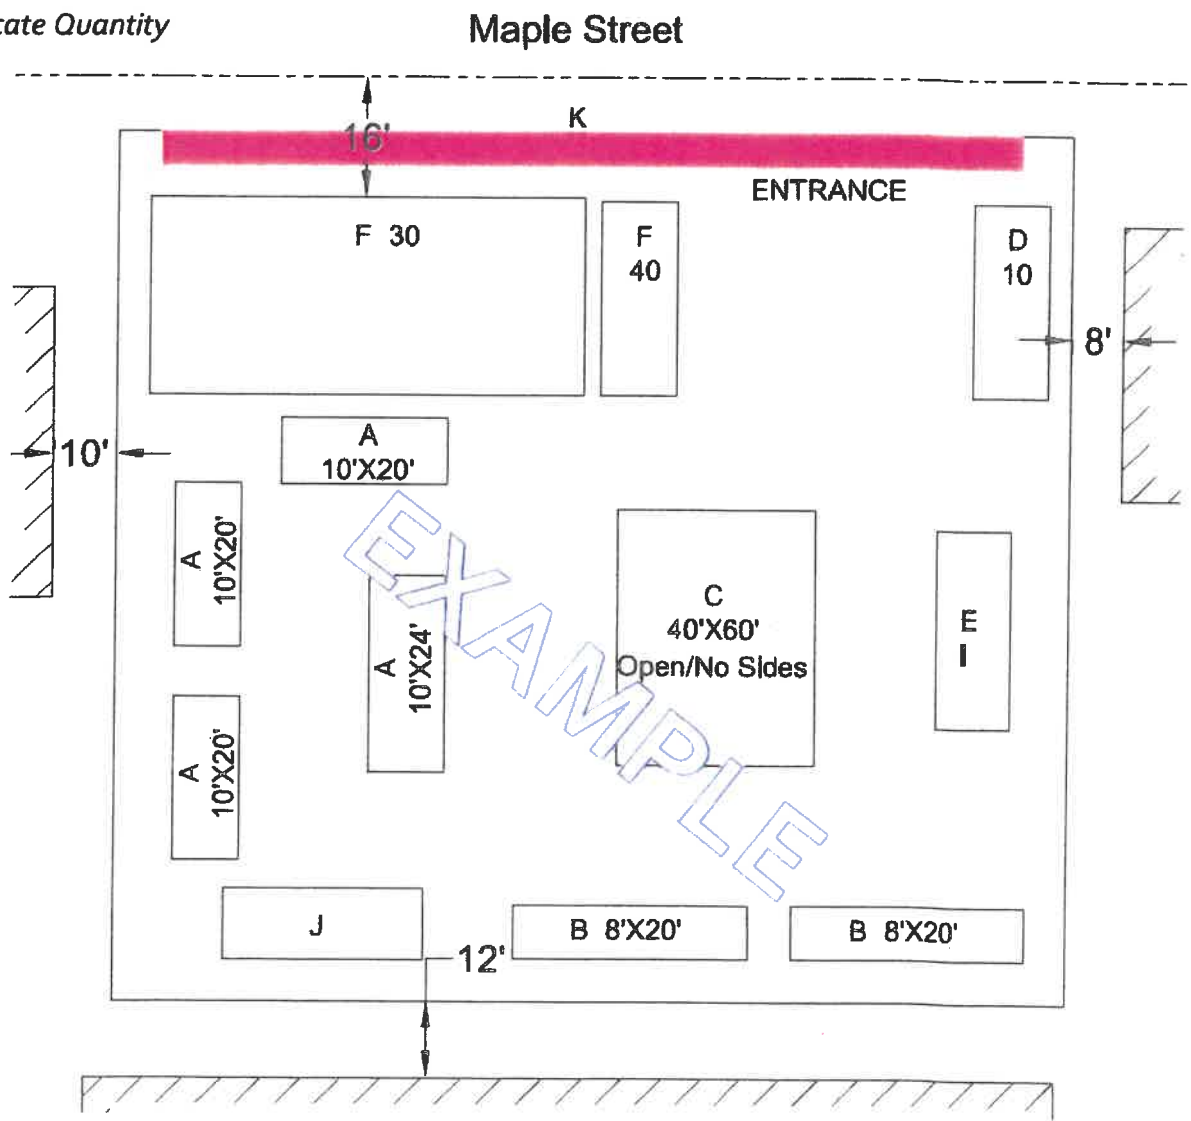 cate Quantity
Maple Street
K
16'
ENTRANCE
F 30
F
40
D
10
8'
10'
A
10'X20'
A
10'X20'
A
10'X24'
C
40'X60'
Open/No Sides
E
I
A
10'X20'
EXAMPLE
J
B 8'X20'
B 8'X20'
12'